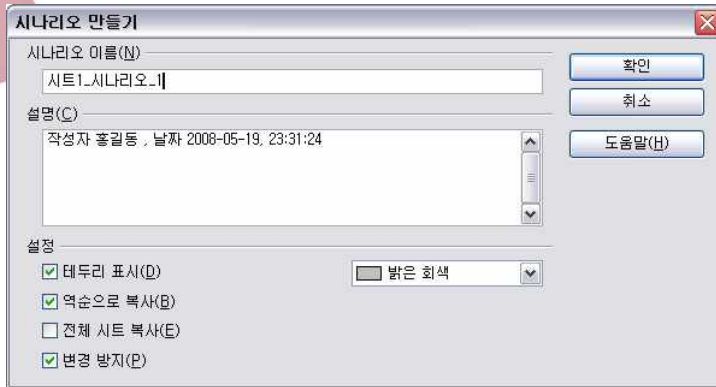 시나리오 만들기
시나리오 이름(N)
시트1_시나리오_1
확인
취소
도움말(H)
설명(C)
작성자 홍길동 , 날짜 2008-05-19, 23:31:24
설정
테두리 표시(D)
밝은 회색
역순으로 복사(B)
전체 시트 복사(E)
변경 방지(P)